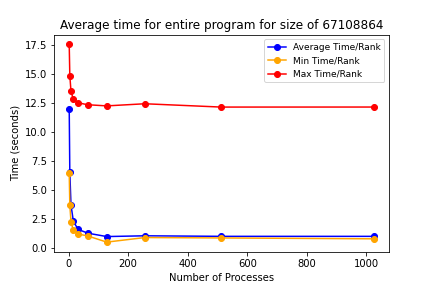 Average time for entire program for size of 67108864
17.5
15.0
12.5
10.0
7.5
5.0
2.5
0.0
Time (seconds)
Average Time/Rank
Min Time/Rank
Max Time/Rank
0
200
400
600
800
1000
Number of Processes